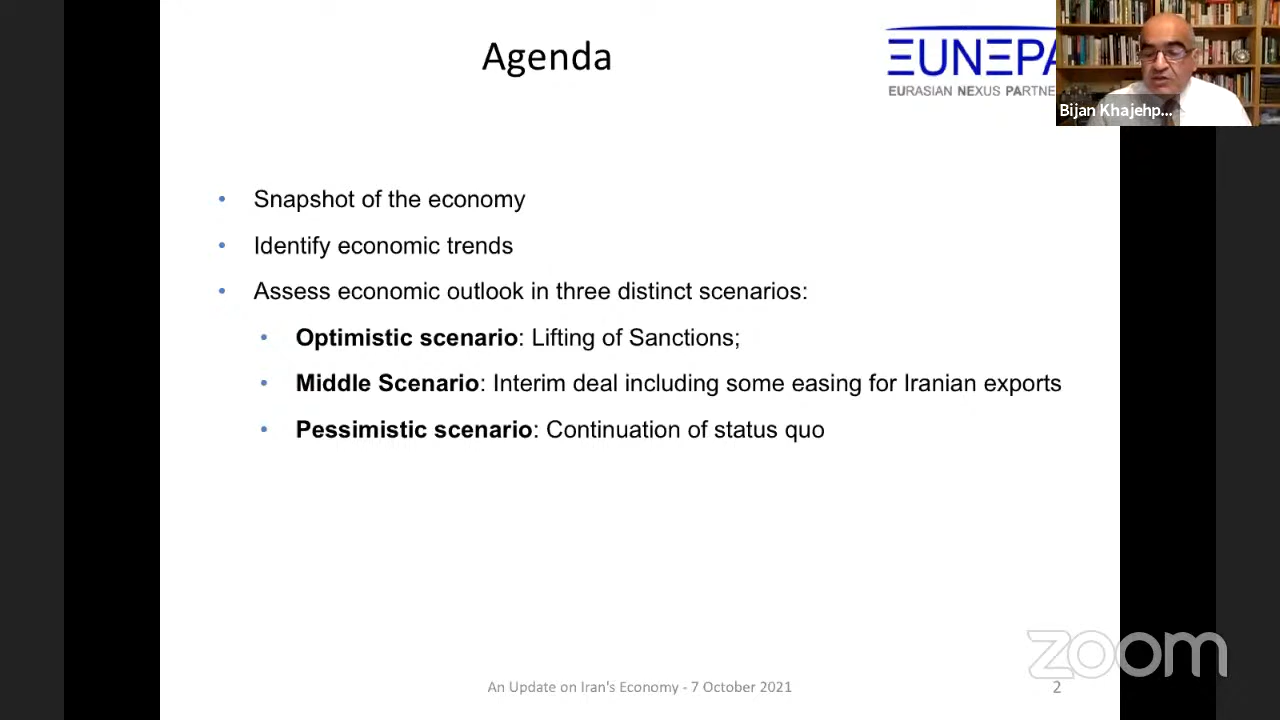 Agenda
EUNEPA
EURASIAN NEXUS PARTNE
Bijan Khajehp...
• Snapshot of the economy
• Identify economic trends
• Assess economic outlook in three distinct scenarios:
• Optimistic scenario: Lifting of Sanctions;
• Middle Scenario: Interim deal including some easing for Iranian exports
• Pessimistic scenario: Continuation of status quo
zoom
An Update on Iran's Economy - 7 October 2021
2